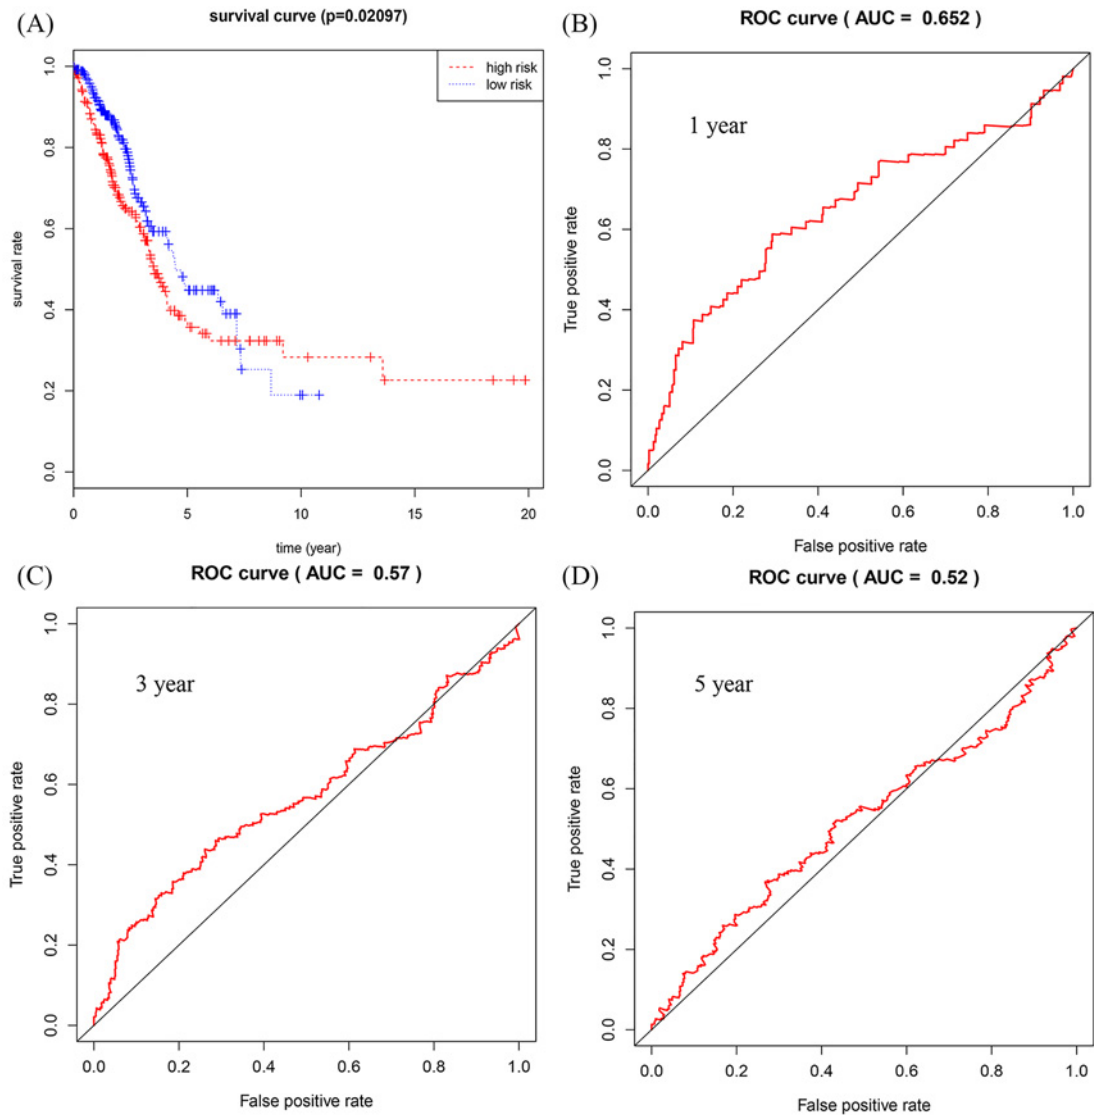 (A)
survival curve (p=0.02097)
high risk
low risk
survival rate
0.0 0.2 0.4 0.6 0.8 1.0
0 5 10 15 20
time (year)
(B)
ROC curve ( AUC = 0.652 )
1 year
True positive rate
0.0 0.2 0.4 0.6 0.8 1.0
0.0 0.2 0.4 0.6 0.8 1.0
False positive rate
(C)
ROC curve ( AUC = 0.57 )
3 year
True positive rate
0.0 0.2 0.4 0.6 0.8 1.0
0.0 0.2 0.4 0.6 0.8 1.0
False positive rate
(D)
ROC curve ( AUC = 0.52 )
5 year
True positive rate
0.0 0.2 0.4 0.6 0.8 1.0
0.0 0.2 0.4 0.6 0.8 1.0
False positive rate